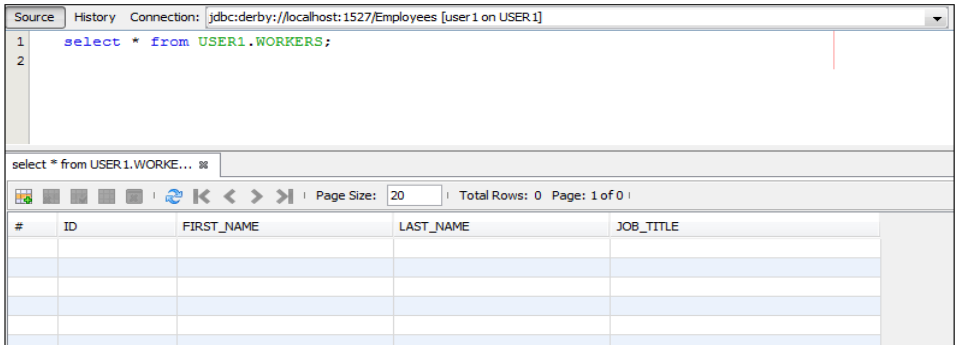 Source History Connection: jdbc:derby://localhost:1527/Employees [user1 on USER1]
1 select * from USER1.WORKERS;
2
select * from USER1.WORKE...
Page Size: 20 Total Rows: 0 Page: 1 of 0
# ID FIRST_NAME LAST_NAME JOB_TITLE